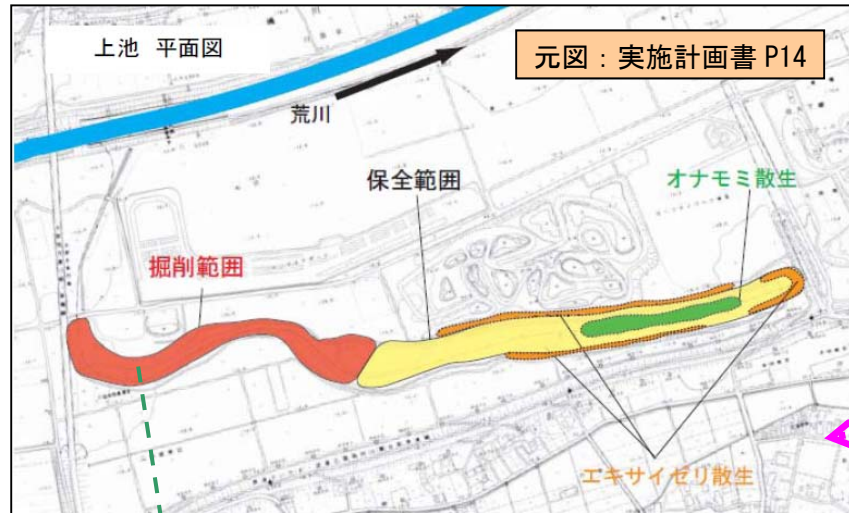 上池 平面図
元図：実施計画書 P14
荒川
保全範囲
オナモミ散生
掘削範囲
エキサイゼリ散生